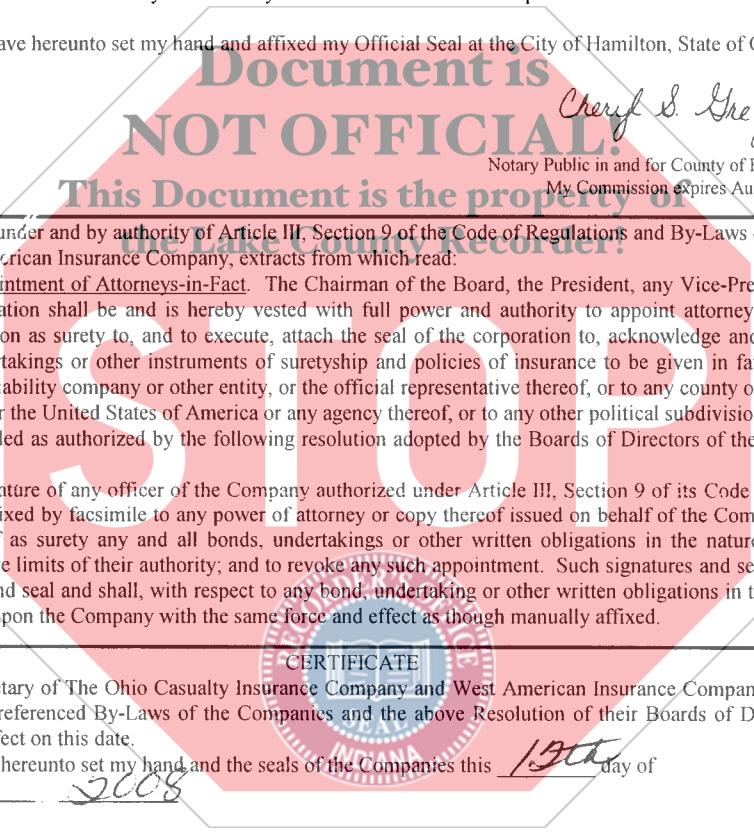 ave hereunto set my hand and affixed my Official Seal at the City of Hamilton, State of
Document is
Cheryl S. Gre
NOT OFFICIAL!
Notary Public in and for County of
This Document is the property of
My Commission expires Au
under and by authority of Article III, Section 9 of the Code of Regulations and By-Laws
the Lake County Recorder!
erican Insurance Company, extracts from which read:
intment of Attorneys-in-Fact. The Chairman of the Board, the President, any Vice-Pre
ation shall be and is hereby vested with full power and authority to appoint attorney
on as surety to, and to execute, attach the seal of the corporation to, acknowledge and
takings or other instruments of suretyship and policies of insurance to be given in fa
ability company or other entity, or the official representative thereof, or to any county o
r the United States of America or any agency thereof, or to any other political subdivisio
led as authorized by the following resolution adopted by the Boards of Directors of the
STOP
ature of any officer of the Company authorized under Article III, Section 9 of its Code
ixed by facsimile to any power of attorney or copy thereof issued on behalf of the Com
f as surety any and all bonds, undertakings or other written obligations in the nature
e limits of their authority; and to revoke any such appointment. Such signatures and se
nd seal and shall, with respect to any bond, undertaking or other written obligations in t
pon the Company with the same force and effect as though manually affixed.
RECORDER'S OFFICE
CERTIFICATE
tary of The Ohio Casualty Insurance Company and West American Insurance Compan
referenced By-Laws of the Companies and the above Resolution of their Boards of D
SEAL
fect on this date.
INDIANA
hereunto set my hand and the seals of the Companies this 12th day of
2008